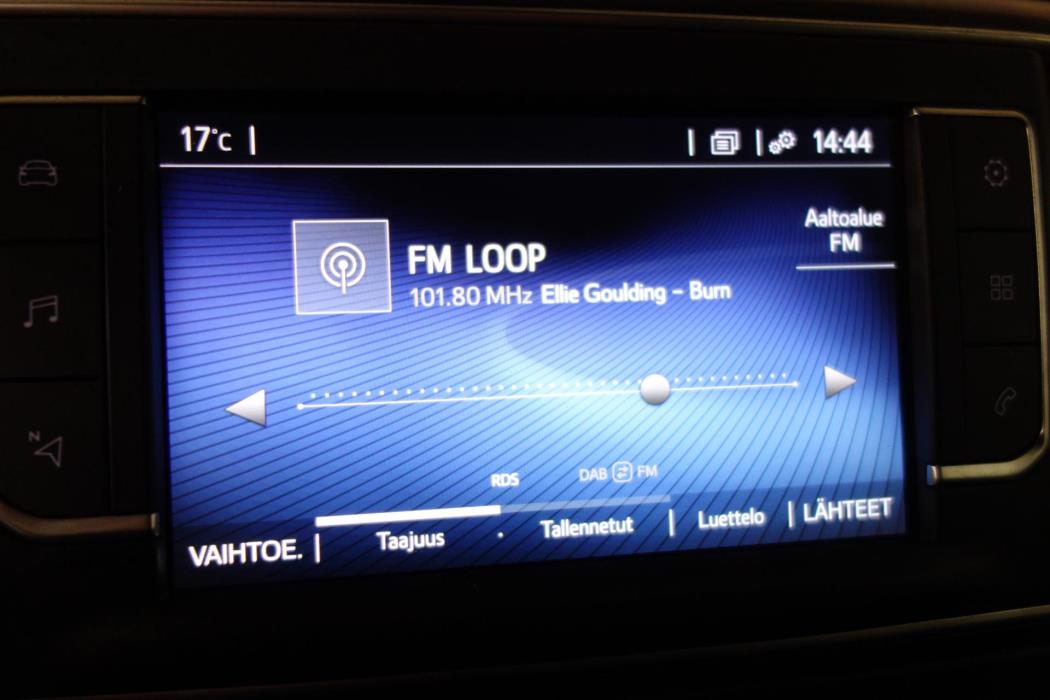 17°C
14:44
Aaltoalue
FM
FM LOOP
101.80 MHz Ellie Goulding - Burn
N
RDS
DAB FM
VAIHTOE. Taajuus · Tallennetut Luettelo LÄHTEET